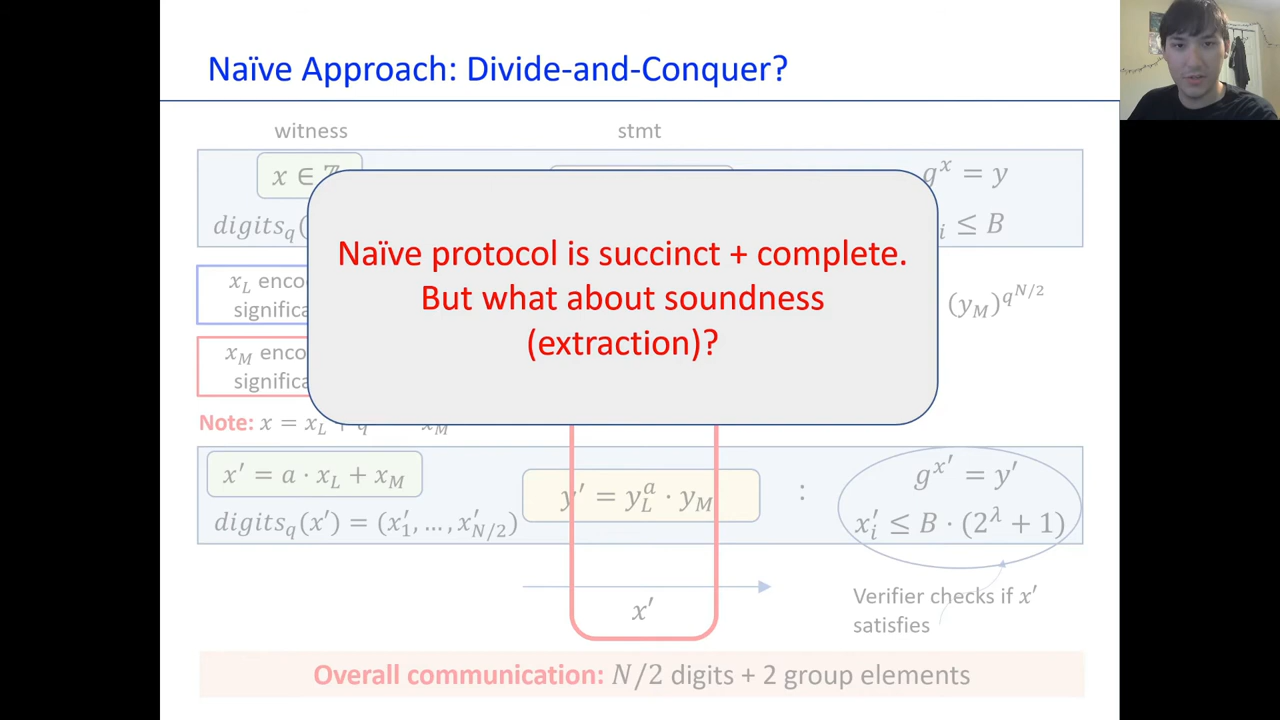 Naïve Approach: Divide-and-Conquer?
witness
stmt
x ∈
g^x = y
digits_q(
_i ≤ B
Naïve protocol is succinct + complete.
But what about soundness
(extraction)?
x_L enco
significa
(y_M)^{q^{N/2}}
x_M enco
significa
Note: x = x_L + q x_M
x' = a · x_L + x_M
y' = y_L^a · y_M
:
g^{x'} = y'
digits_q(x') = (x'_1, … , x'_{N/2})
x'_i ≤ B · (2^λ + 1)
x'
Verifier checks if x'
satisfies
Overall communication: N/2 digits + 2 group elements